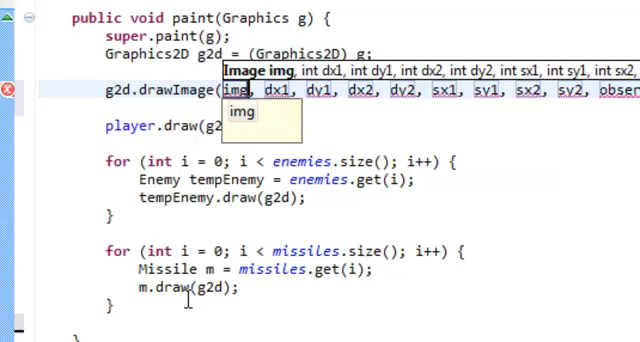 public void paint(Graphics g) {
super.paint(g);
Graphics2D g2d = (Graphics2D) g;
Image img, int dx1, int dy1, int dx2, int dy2, int sx1, int sy1, int sx2,
g2d.drawImage(img, dx1, dy1, dx2, dy2, sx1, sy1, sx2, sy2, obser
img
player.draw(g2
for (int i = 0; i < enemies.size(); i++) {
Enemy tempEnemy = enemies.get(i);
tempEnemy.draw(g2d);
}
for (int i = 0; i < missiles.size(); i++) {
Missile m = missiles.get(i);
m.draw(g2d);
}
}